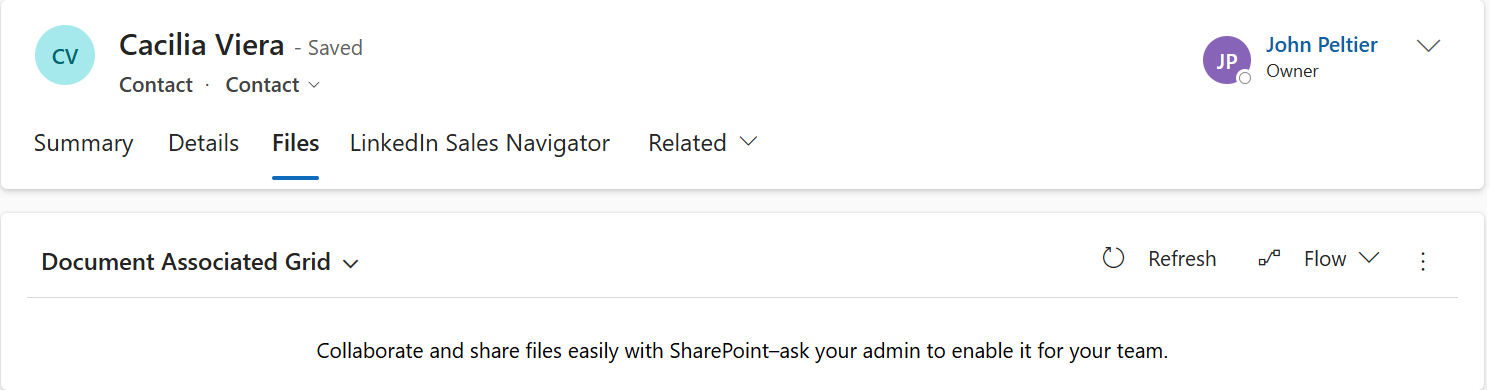 CV
Cacilia Viera - Saved
Contact · Contact
JP
John Peltier
Owner
Summary Details Files LinkedIn Sales Navigator Related
Document Associated Grid
Refresh Flow
Collaborate and share files easily with SharePoint–ask your admin to enable it for your team.